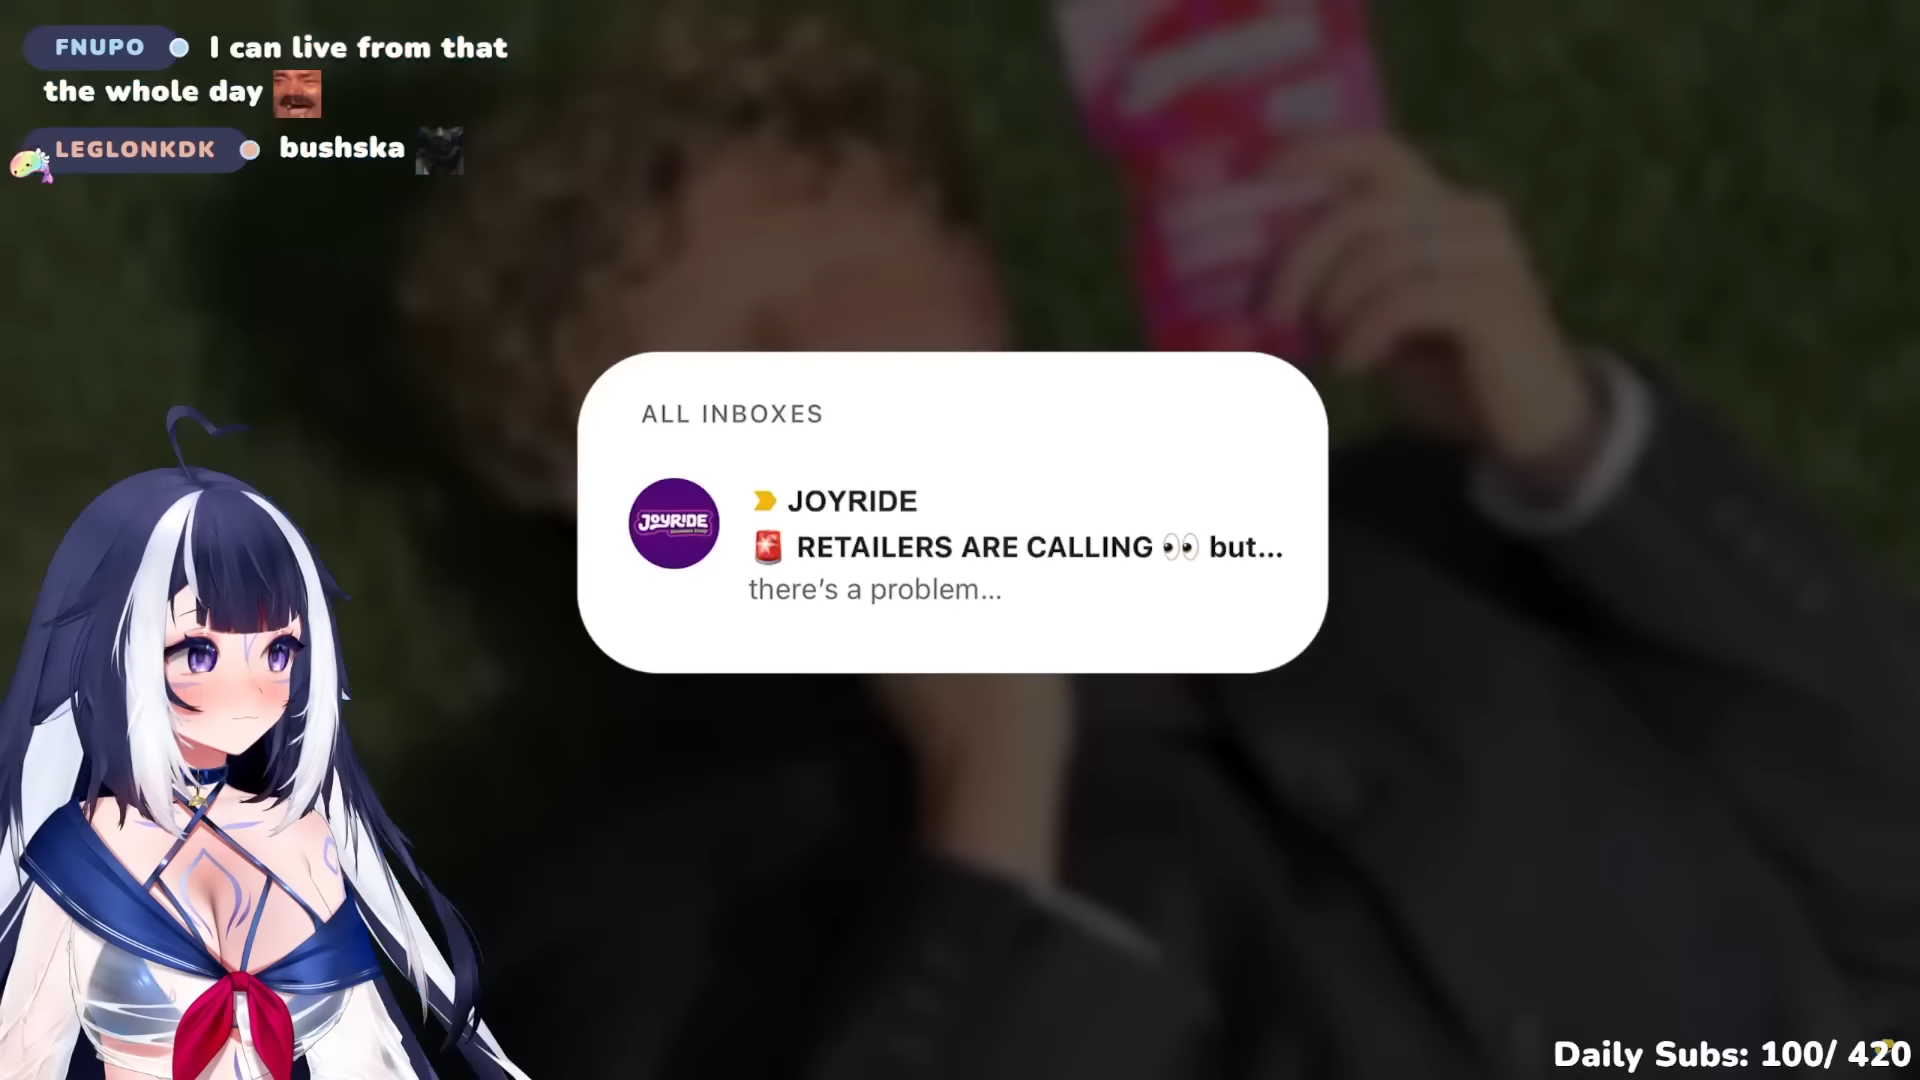 FNUPO I can live from that
the whole day
LEGLONKDK bushska
ALL INBOXES
JOYRIDE
JOYRIDE
🚨 RETAILERS ARE CALLING 👀 but...
there's a problem...
Daily Subs: 100/ 420